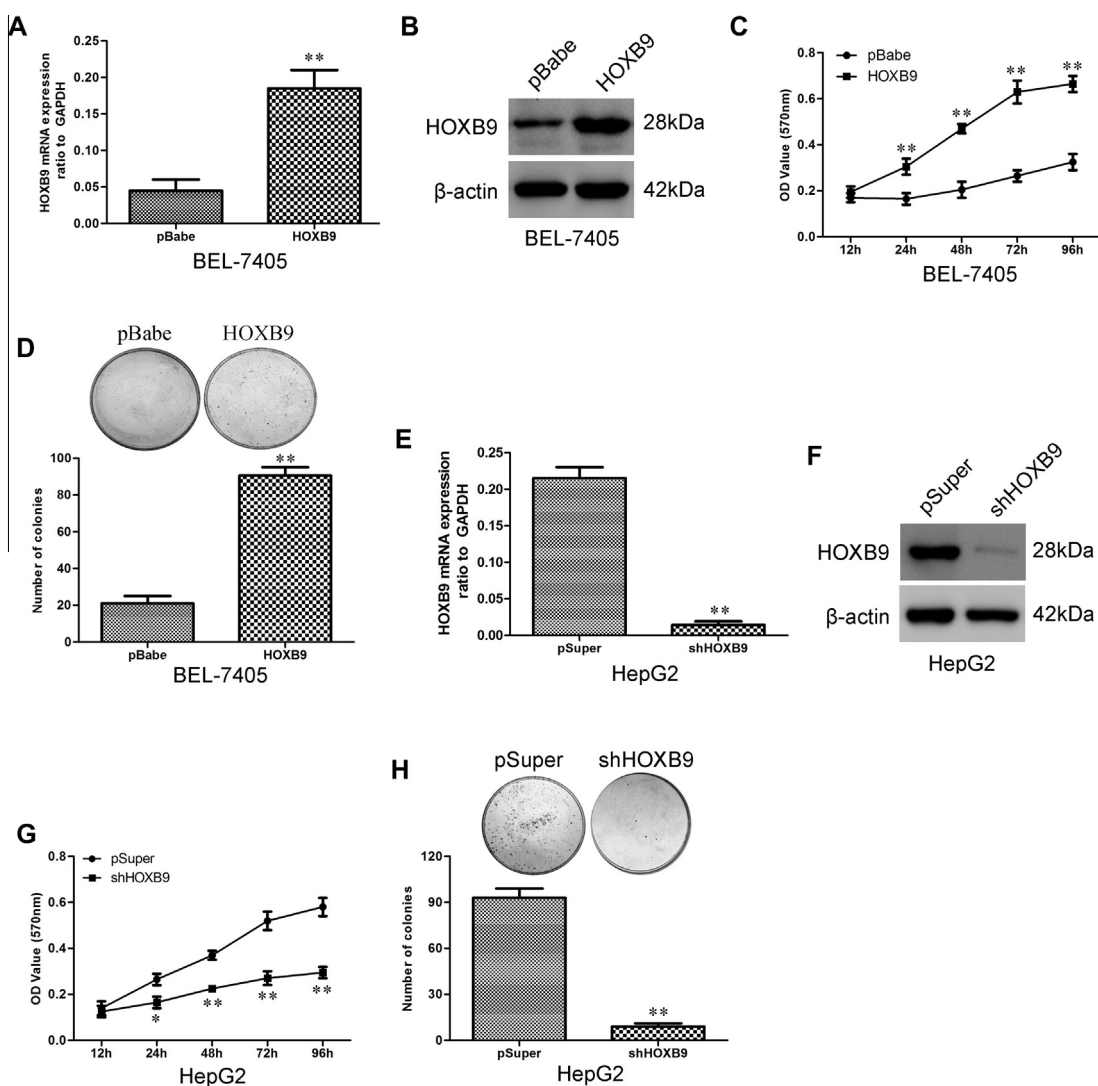 A
HOXB9 mRNA expression
ratio to GAPDH
0.25
0.20
0.15
0.10
0.05
0.00
**
pBabe
HOXB9
BEL-7405
B
pBabe
HOXB9
HOXB9
28kDa
β-actin
42kDa
BEL-7405
C
OD Value (570nm)
0.8
0.6
0.4
0.2
0.0
pBabe
HOXB9
**
**
**
**
12h
24h
48h
72h
96h
BEL-7405
D
pBabe
HOXB9
Number of colonies
100
80
60
40
20
0
**
pBabe
HOXB9
BEL-7405
E
HOXB9 mRNA expression
ratio to GAPDH
0.25
0.20
0.15
0.10
0.05
0.00
**
pSuper
shHOXB9
HepG2
F
pSuper
shHOXB9
HOXB9
28kDa
β-actin
42kDa
HepG2
G
OD Value (570nm)
0.8
0.6
0.4
0.2
0.0
pSuper
shHOXB9
*
**
**
**
12h
24h
48h
72h
96h
HepG2
H
pSuper
shHOXB9
Number of colonies
120
90
60
30
0
**
pSuper
shHOXB9
HepG2